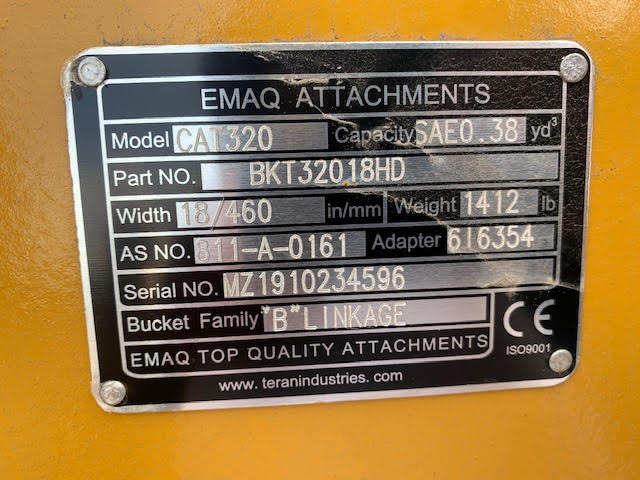 EMAQ ATTACHMENTS
Model CAT320 Capacity SAE0.38 yd³
Part NO. BKT32018HD
Width 18/460 in/mm Weight 1412 lb
AS NO. 811-A-0161 Adapter 6I6354
Serial NO. MZ1910234596
Bucket Family "B"LINKAGE
CE
EMAQ TOP QUALITY ATTACHMENTS ISO9001
www.teranindustries.com